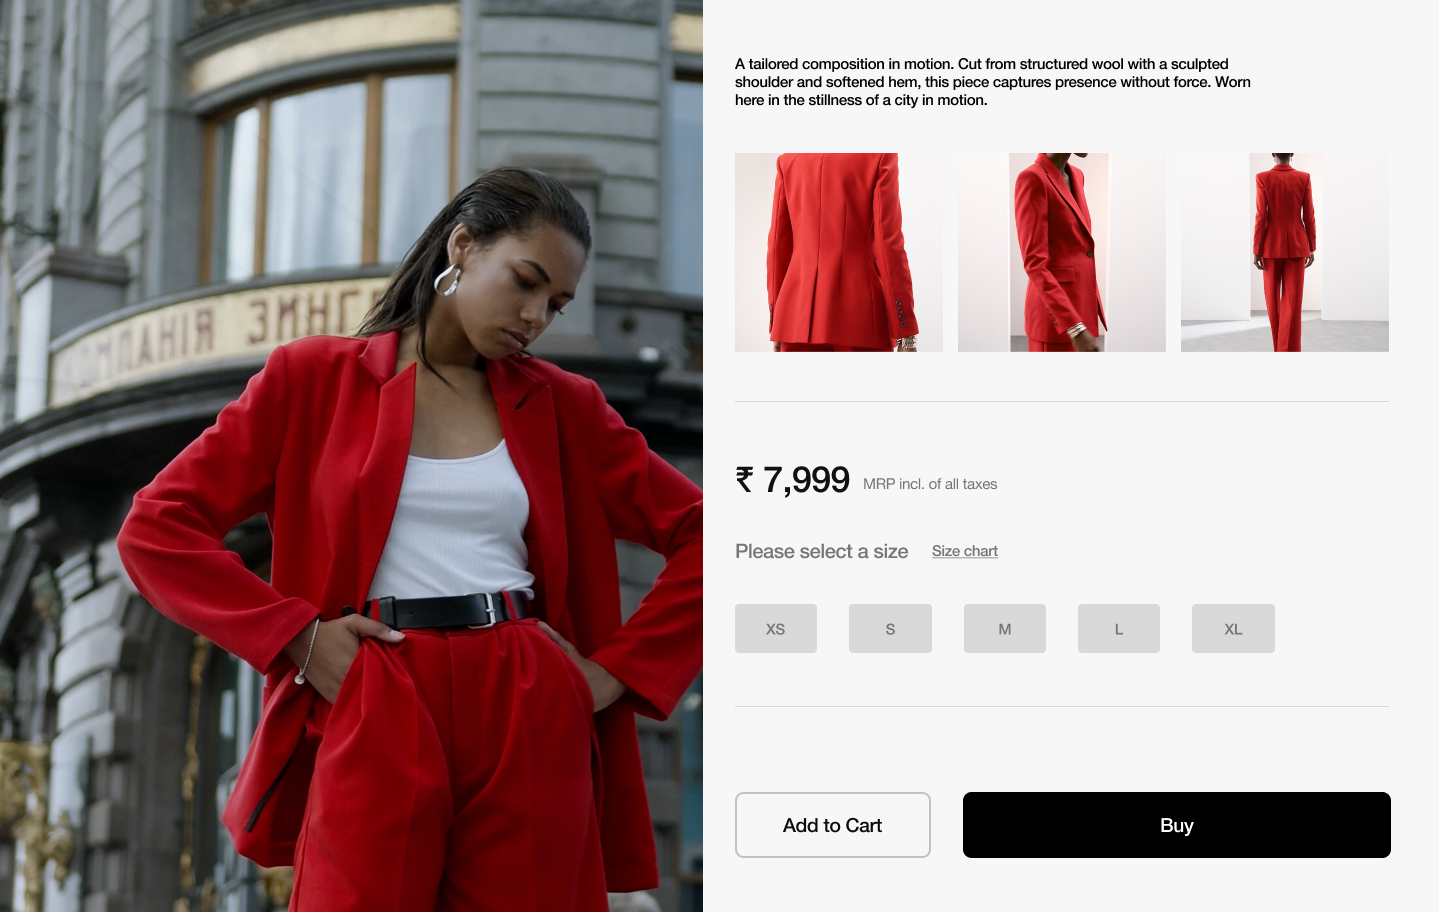 КОМПАНІЯ ЗИНГЕ
A tailored composition in motion. Cut from structured wool with a sculpted
shoulder and softened hem, this piece captures presence without force. Worn
here in the stillness of a city in motion.
₹ 7,999 MRP incl. of all taxes
Please select a size Size chart
XS S M L XL
Add to Cart Buy